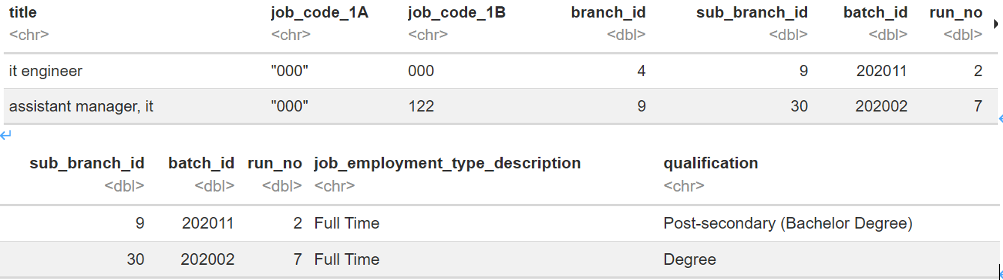 title job_code_1A job_code_1B branch_id sub_branch_id batch_id run_no
<chr> <chr> <chr> <dbl> <dbl> <dbl> <dbl>
it engineer "000" 000 4 9 202011 2
assistant manager, it "000" 122 9 30 202002 7
sub_branch_id batch_id run_no job_employment_type_description qualification
<dbl> <dbl> <dbl> <chr> <chr>
9 202011 2 Full Time Post-secondary (Bachelor Degree)
30 202002 7 Full Time Degree